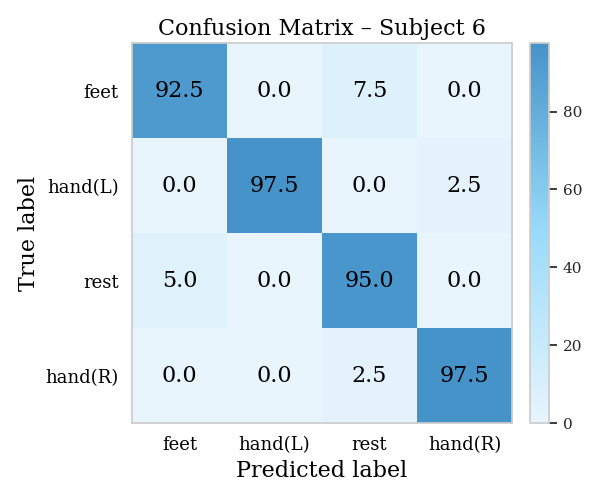 Confusion Matrix – Subject 6
feet 92.5 0.0 7.5 0.0
hand(L) 0.0 97.5 0.0 2.5
rest 5.0 0.0 95.0 0.0
hand(R) 0.0 0.0 2.5 97.5
feet hand(L) rest hand(R)
Predicted label
True label
80
60
40
20
0